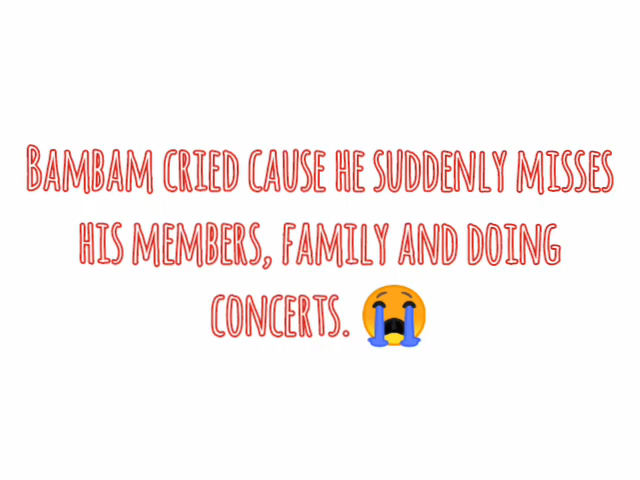 Bambam cried cause he suddenly misses
his members, family and doing
concerts. 😭